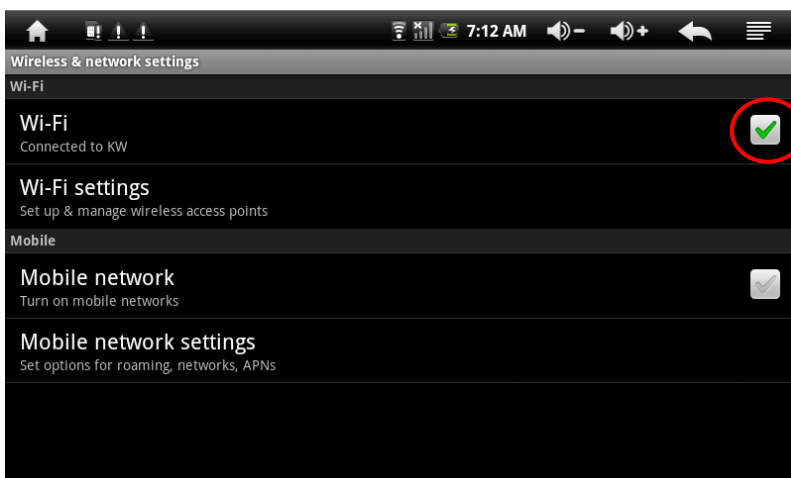 7:12 AM
Wireless & network settings
Wi-Fi
Wi-Fi
Connected to KW
Wi-Fi settings
Set up & manage wireless access points
Mobile
Mobile network
Turn on mobile networks
Mobile network settings
Set options for roaming, networks, APNs